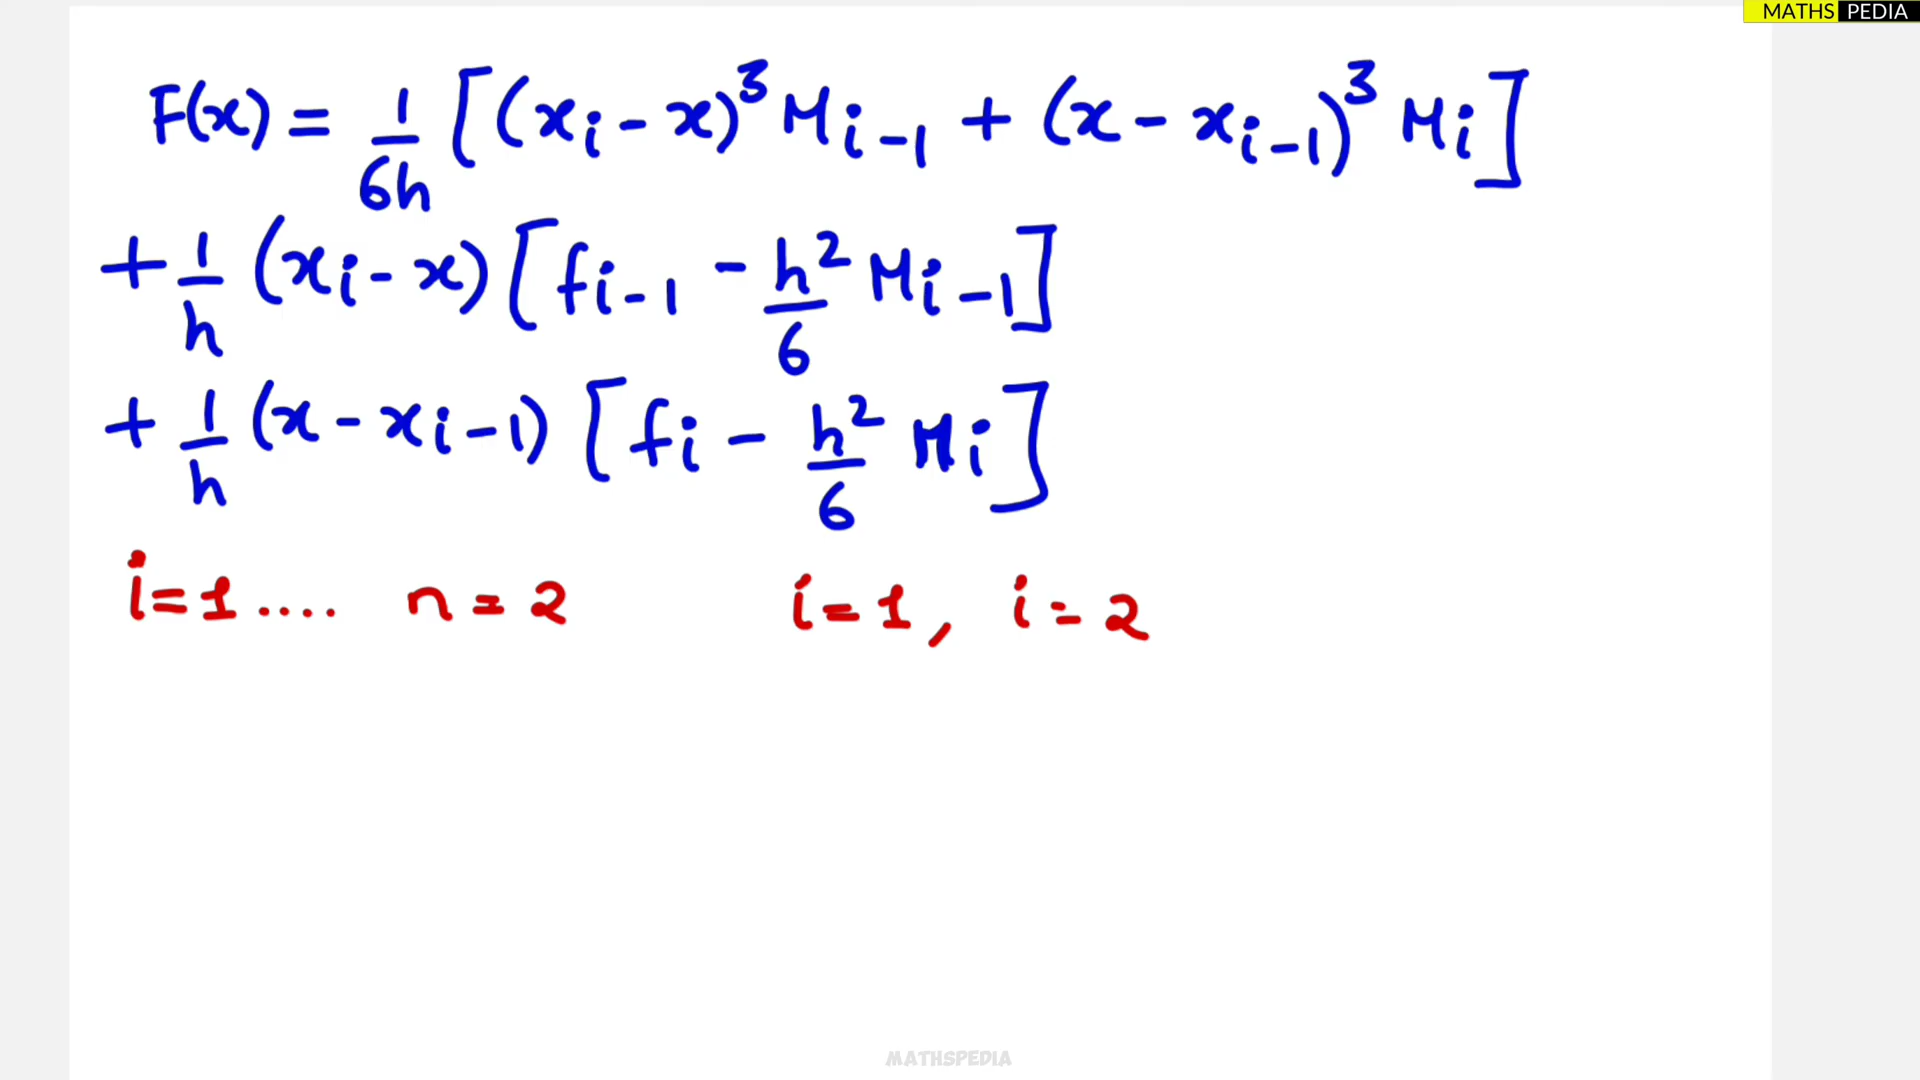 MATHS PEDIA
F(x) = 1/6h [(xᵢ - x)³ Mᵢ₋₁ + (x - xᵢ₋₁)³ Mᵢ]
+ 1/h (xᵢ - x) [fᵢ₋₁ - h²/6 Mᵢ₋₁]
+ 1/h (x - xᵢ₋₁) [fᵢ - h²/6 Mᵢ]
i = 1 .... n = 2 i = 1, i = 2
MATHSPEDIA